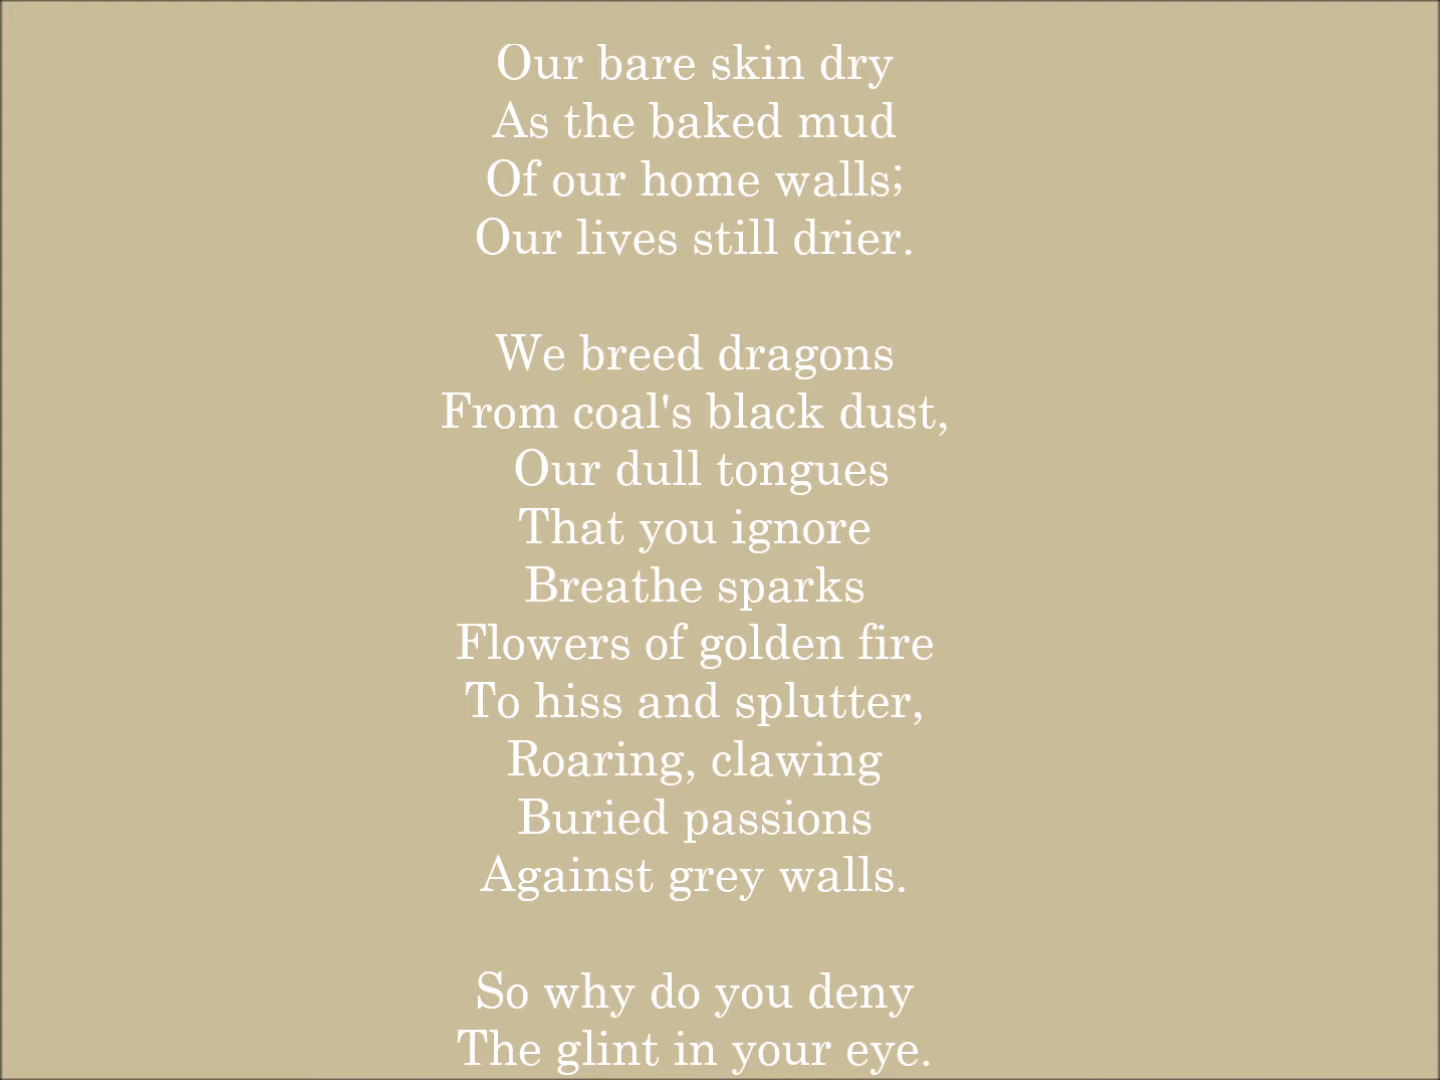 Our bare skin dry
As the baked mud
Of our home walls;
Our lives still drier.
We breed dragons
From coal's black dust,
Our dull tongues
That you ignore
Breathe sparks
Flowers of golden fire
To hiss and splutter,
Roaring, clawing
Buried passions
Against grey walls.
So why do you deny
The glint in your eye.